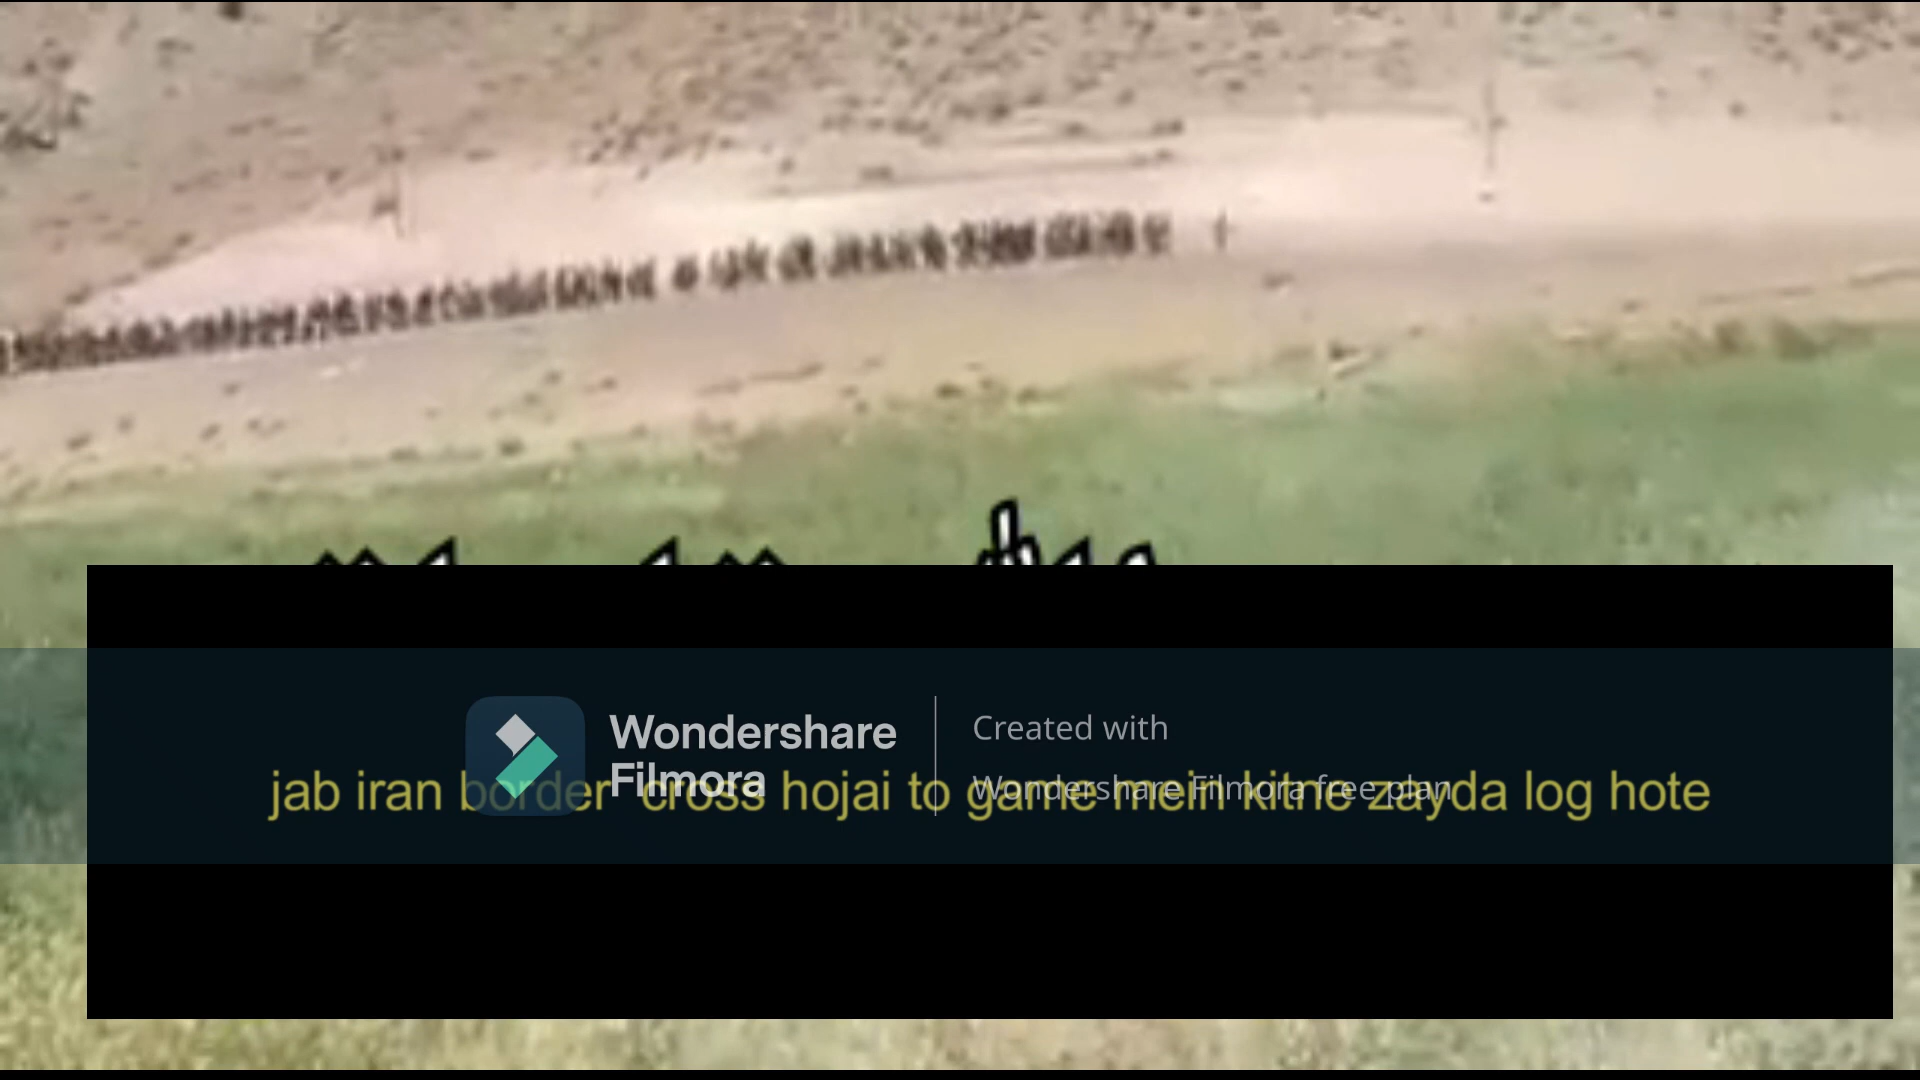 Wondershare
Filmora
Created with
Wondershare Filmora free plan
jab iran border cross hojai to game mein kitne zayda log hote